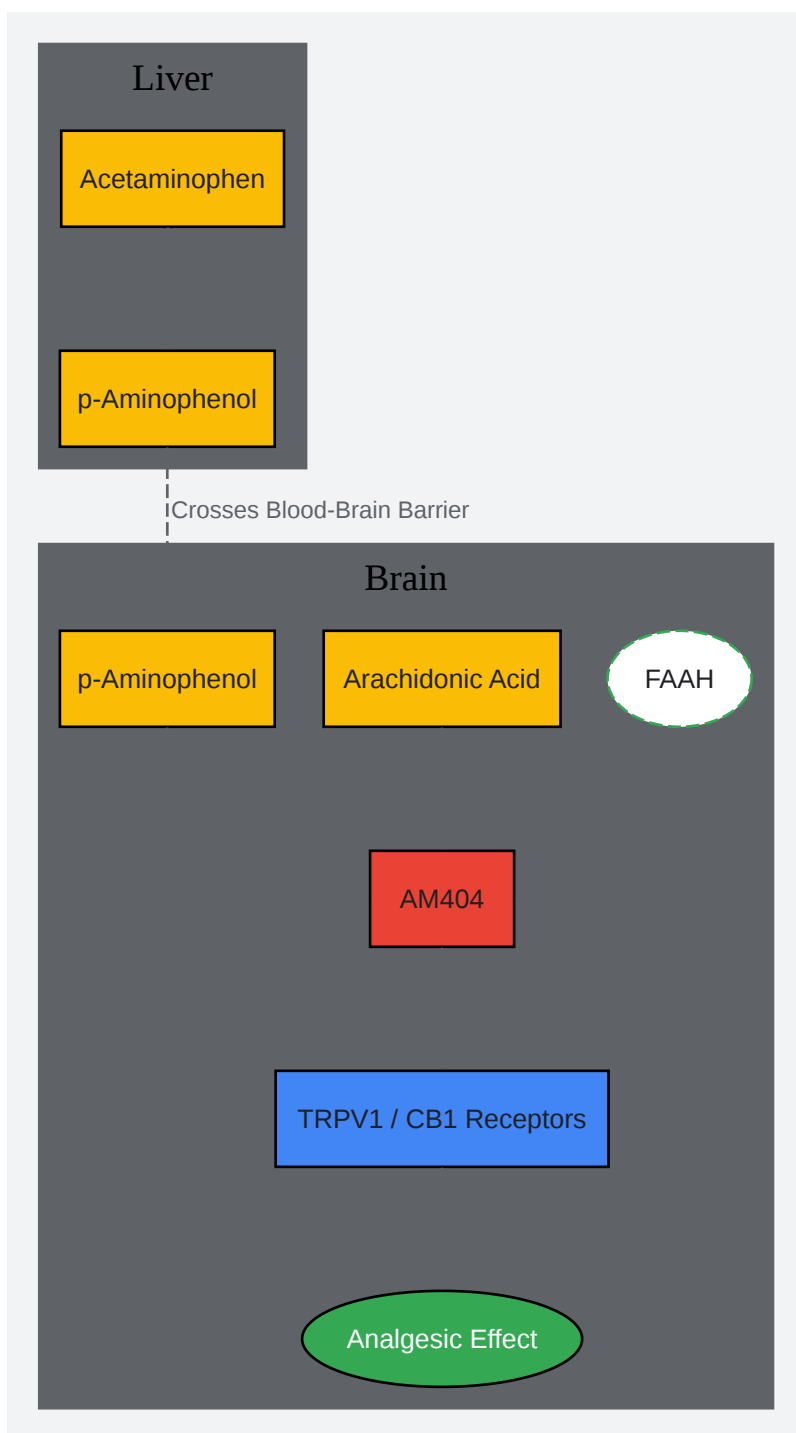 Liver
Acetaminophen
p-Aminophenol
Crosses Blood-Brain Barrier
Brain
p-Aminophenol
Arachidonic Acid
FAAH
AM404
TRPV1 / CB1 Receptors
Analgesic Effect